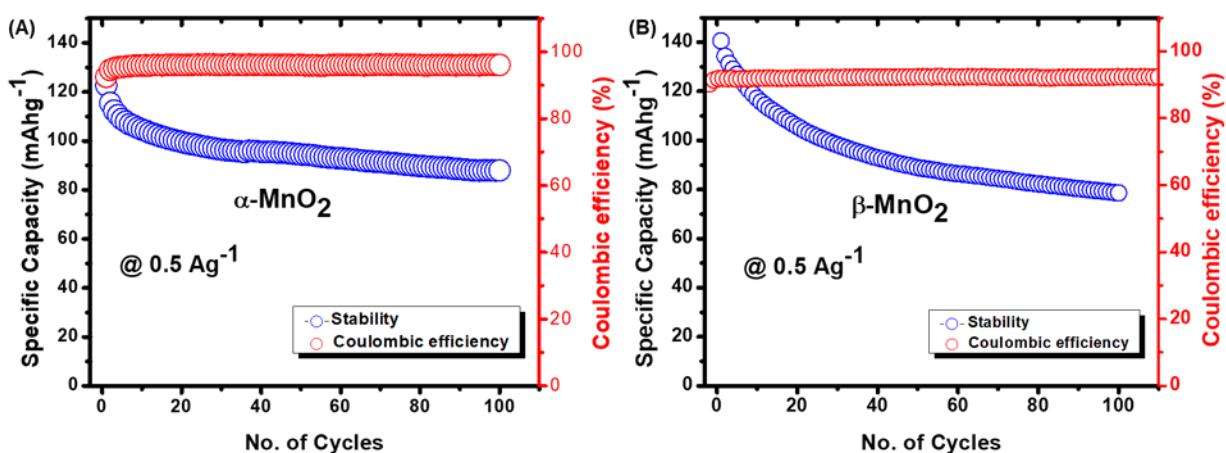 (A)
Specific Capacity (mAhg⁻¹)
140
120
100
80
60
40
20
0
α-MnO₂
@ 0.5 Ag⁻¹
Stability
Coulombic efficiency
0 20 40 60 80 100
No. of Cycles
100
80
60
40
20
0
Coulombic efficiency (%)
(B)
Specific Capacity (mAhg⁻¹)
140
120
100
80
60
40
20
0
β-MnO₂
@ 0.5 Ag⁻¹
Stability
Coulombic efficiency
0 20 40 60 80 100
No. of Cycles
100
80
60
40
20
0
Coulombic efficiency (%)